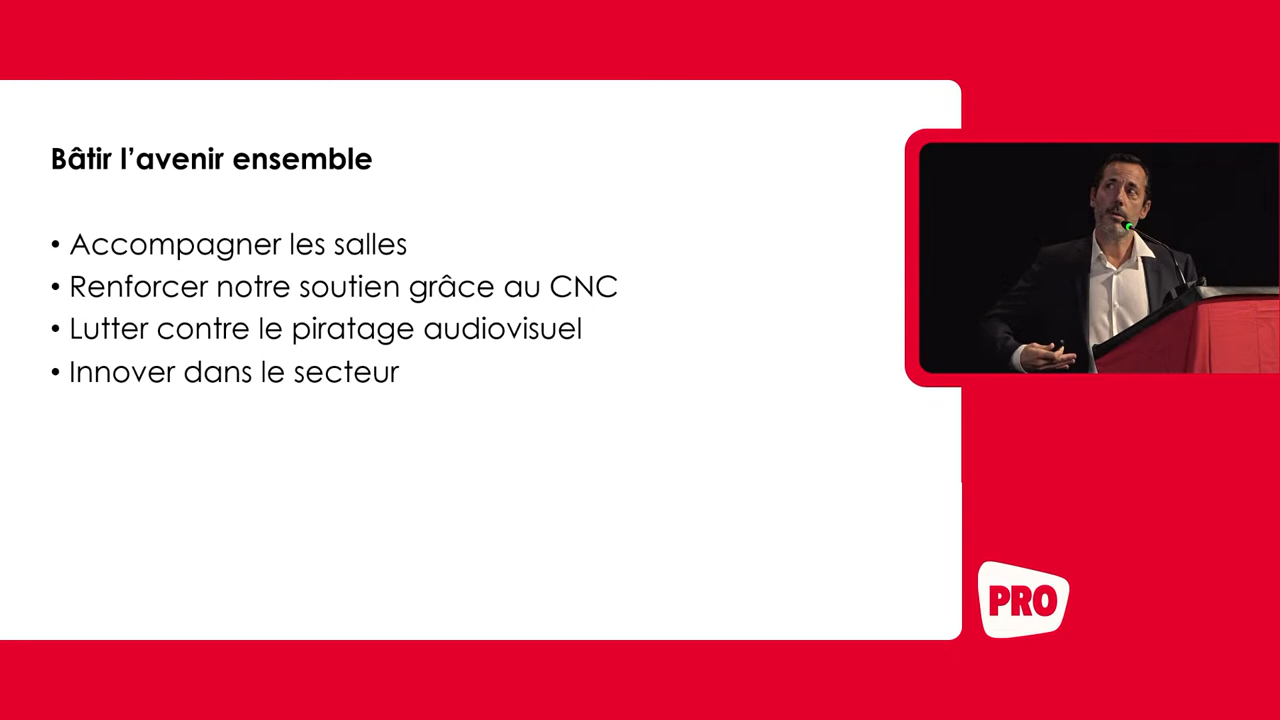 Bâtir l’avenir ensemble
• Accompagner les salles
• Renforcer notre soutien grâce au CNC
• Lutter contre le piratage audiovisuel
• Innover dans le secteur
PRO